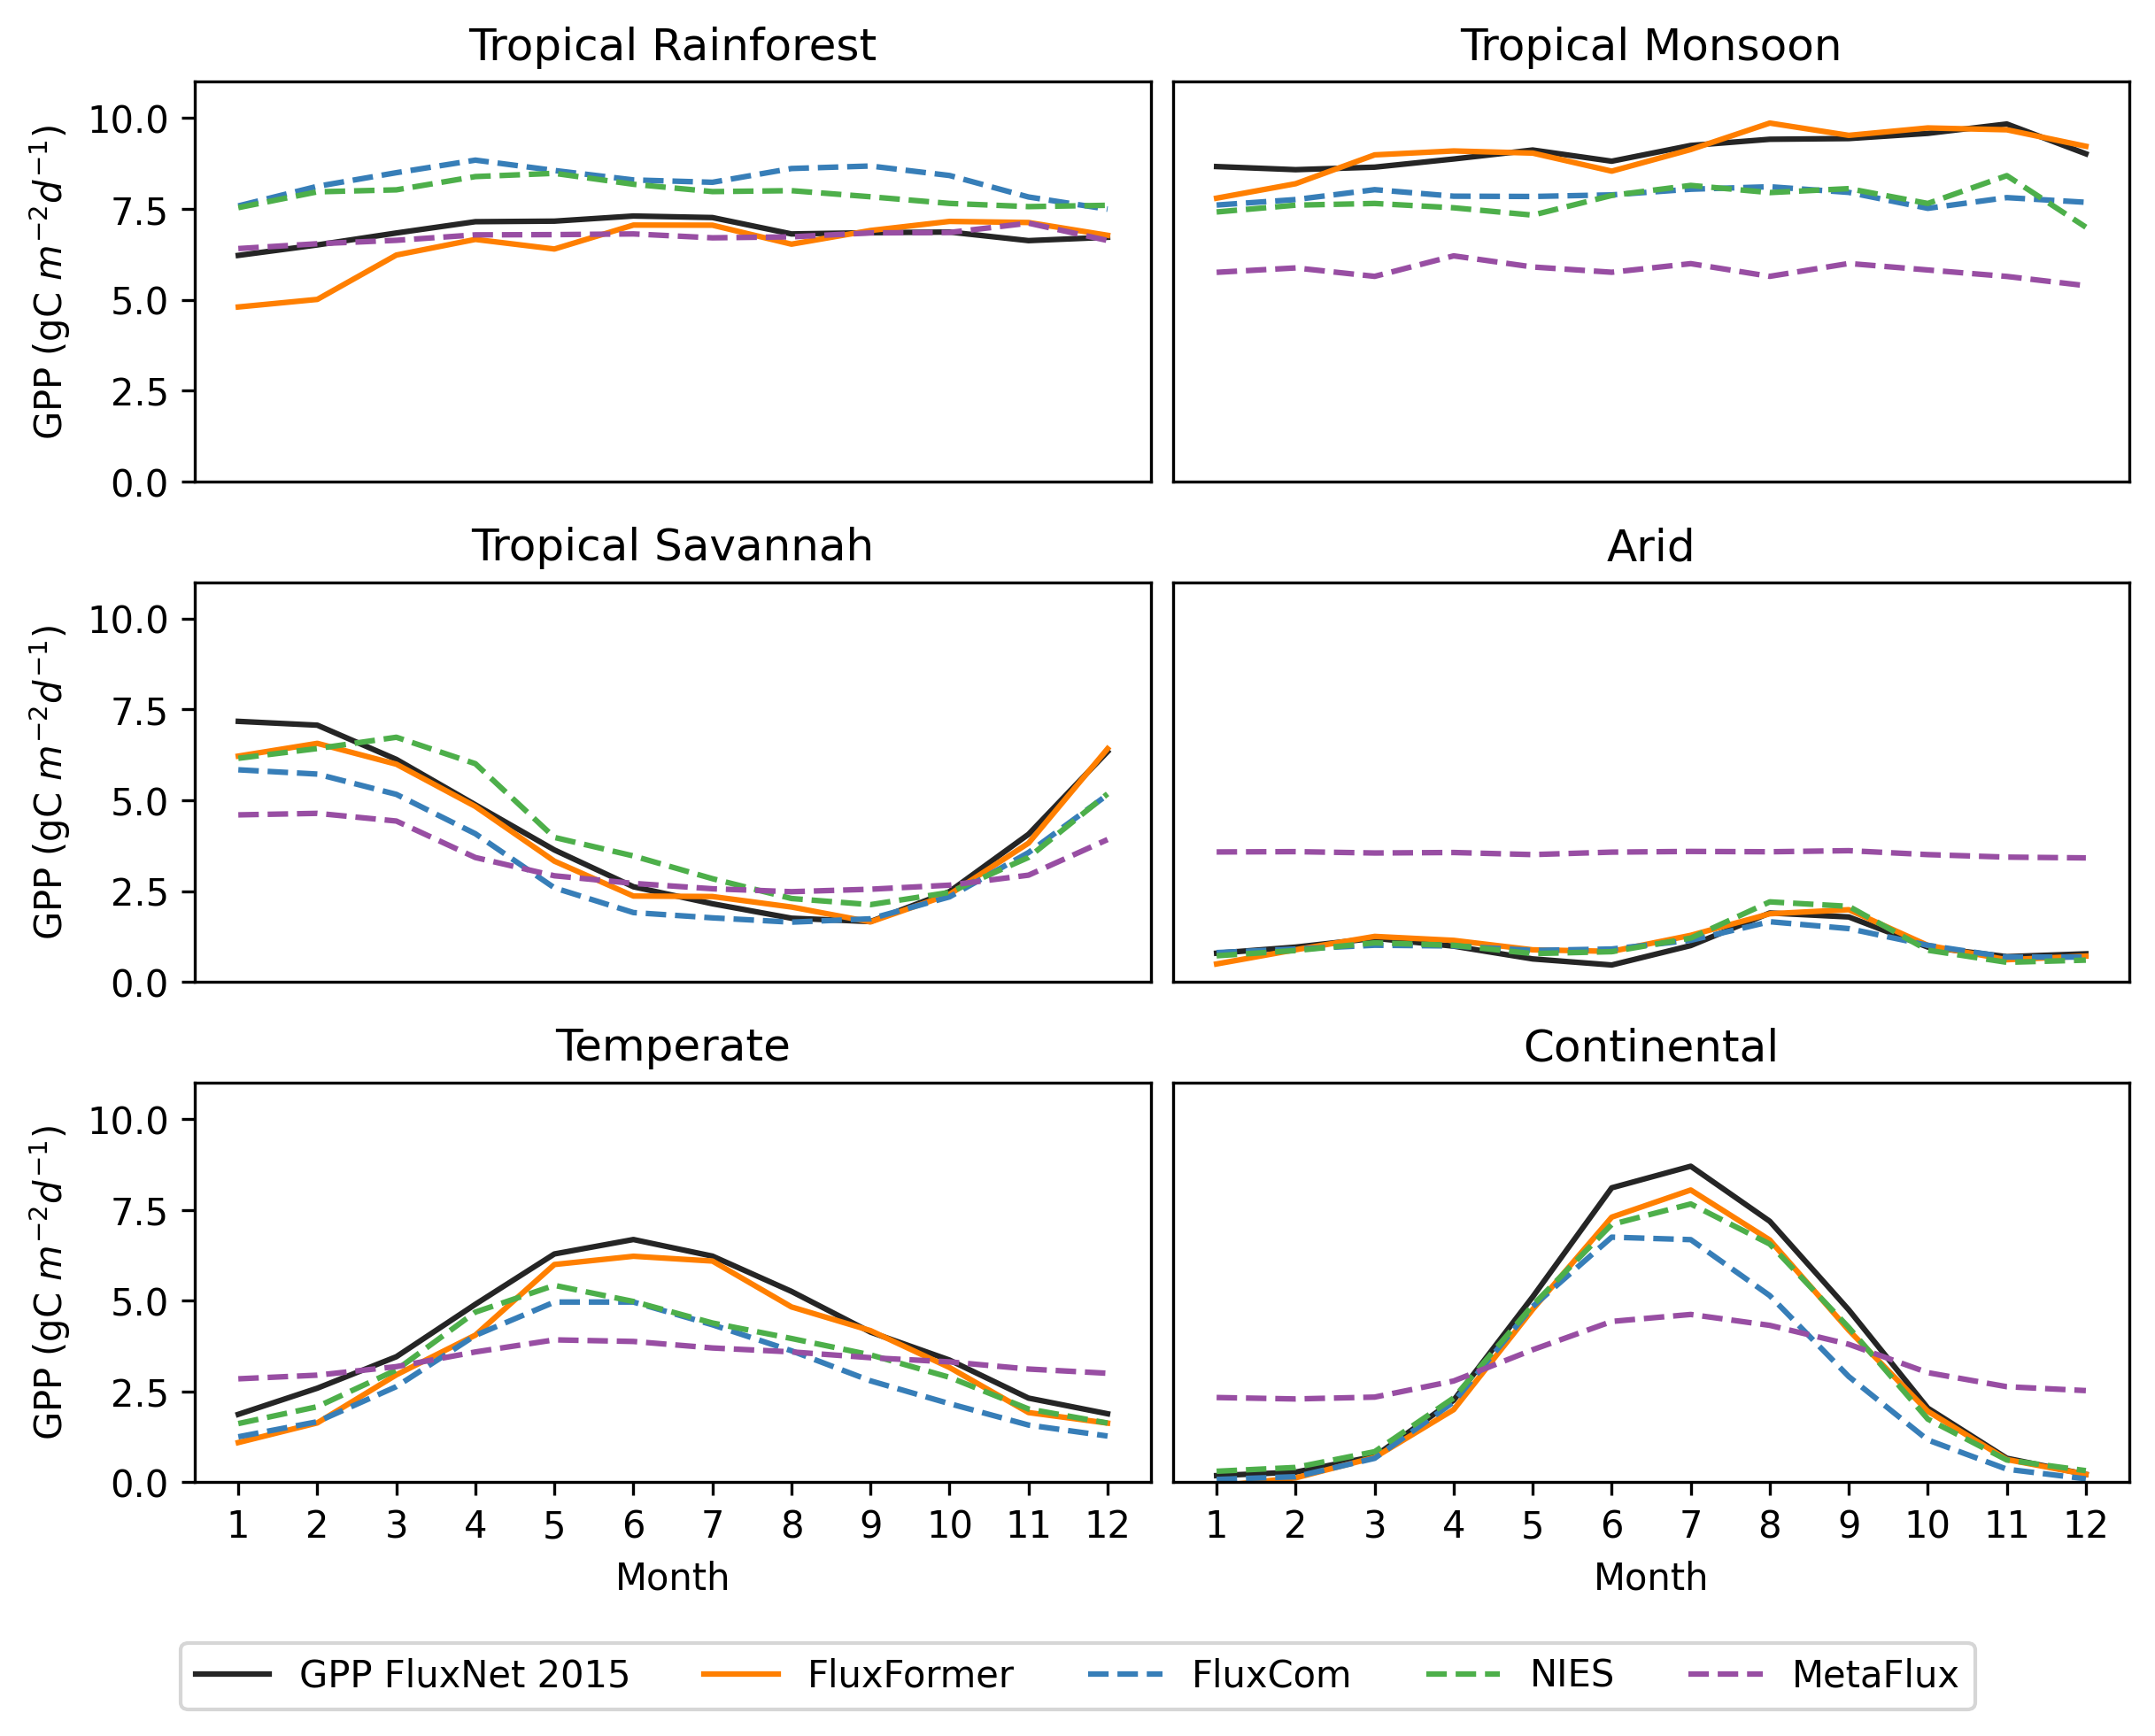 Tropical Rainforest
Tropical Monsoon
GPP (gC m⁻²d⁻¹)
10.0
7.5
5.0
2.5
0.0
Tropical Savannah
Arid
GPP (gC m⁻²d⁻¹)
10.0
7.5
5.0
2.5
0.0
Temperate
Continental
GPP (gC m⁻²d⁻¹)
10.0
7.5
5.0
2.5
0.0
1 2 3 4 5 6 7 8 9 10 11 12
1 2 3 4 5 6 7 8 9 10 11 12
Month
Month
GPP FluxNet 2015 FluxFormer FluxCom NIES MetaFlux